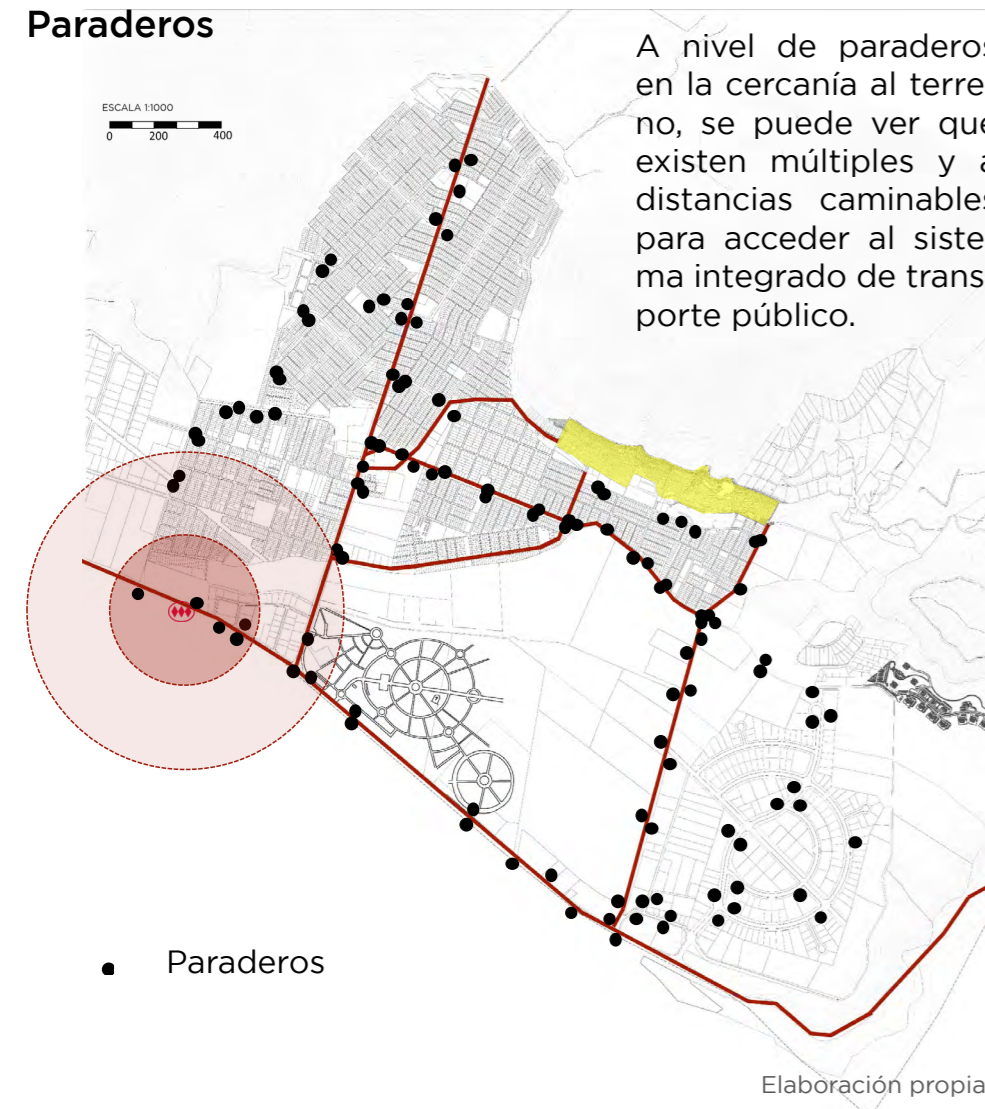 Paraderos
A nivel de paraderos
en la cercanía al terre-
no, se puede ver que
existen múltiples y a
distancias caminables
para acceder al siste-
ma integrado de trans-
porte público.
ESCALA 1:1000
0 200 400
Paraderos
Elaboración propia